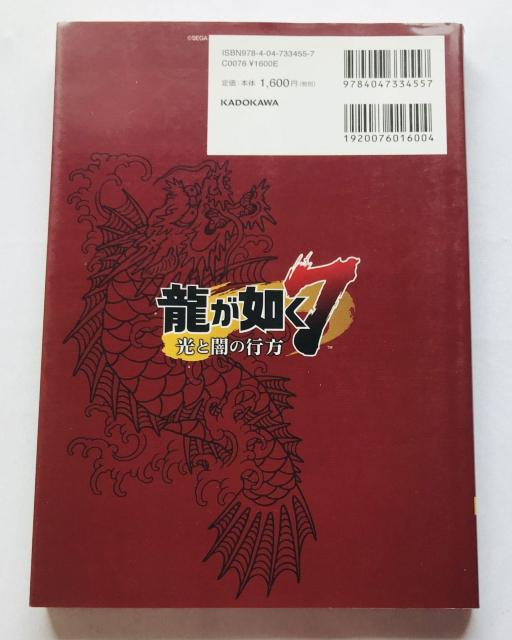 ©SEGA
ISBN978-4-04-733455-7
C0076 ¥1600E
定価：本体 1,600円（税別）
KADOKAWA
9784047334557
1920076016004
龍が如く7
光と闇の行方
TM